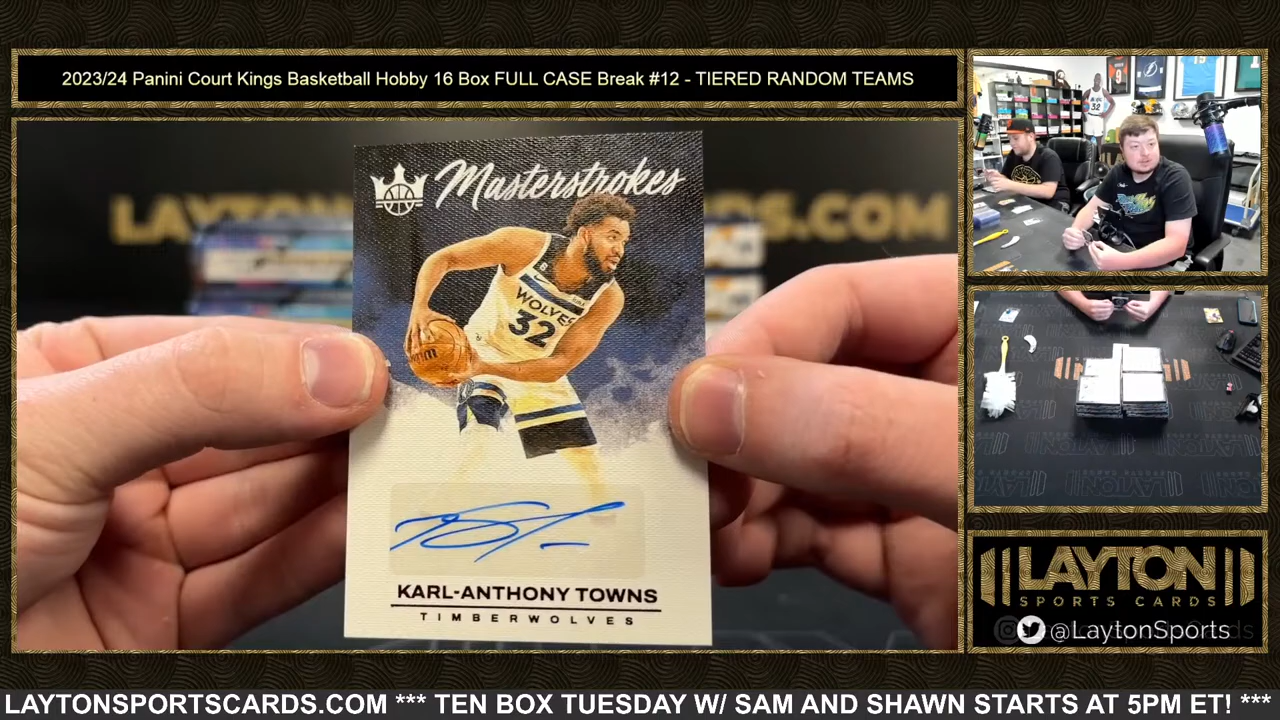 2023/24 Panini Court Kings Basketball Hobby 16 Box FULL CASE Break #12 - TIERED RANDOM TEAMS
Masterstrokes
WOLVES
32
KARL-ANTHONY TOWNS
TIMBERWOLVES
LAYTON
SPORTS CARDS
@LaytonSports
LAYTONSPORTSCARDS.COM *** TEN BOX TUESDAY W/ SAM AND SHAWN STARTS AT 5PM ET! ***